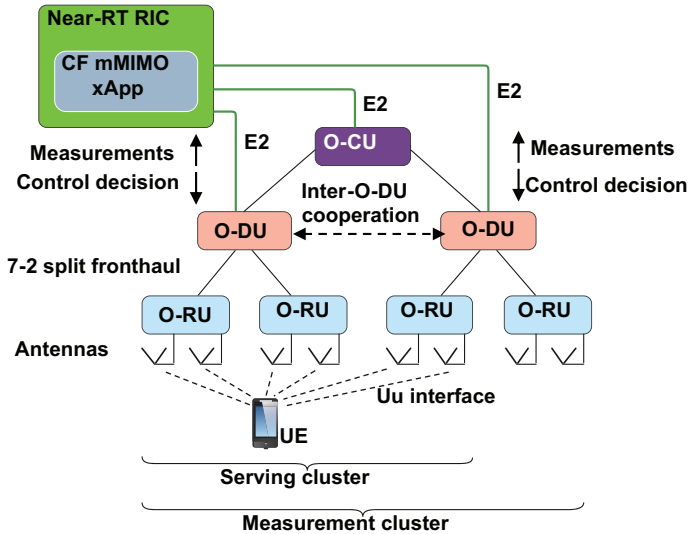 Near-RT RIC
CF mMIMO
xApp
E2
E2
E2
O-CU
Measurements
Control decision
Measurements
Control decision
Inter-O-DU
cooperation
O-DU
O-DU
7-2 split fronthaul
O-RU
O-RU
O-RU
O-RU
Antennas
Uu interface
UE
Serving cluster
Measurement cluster